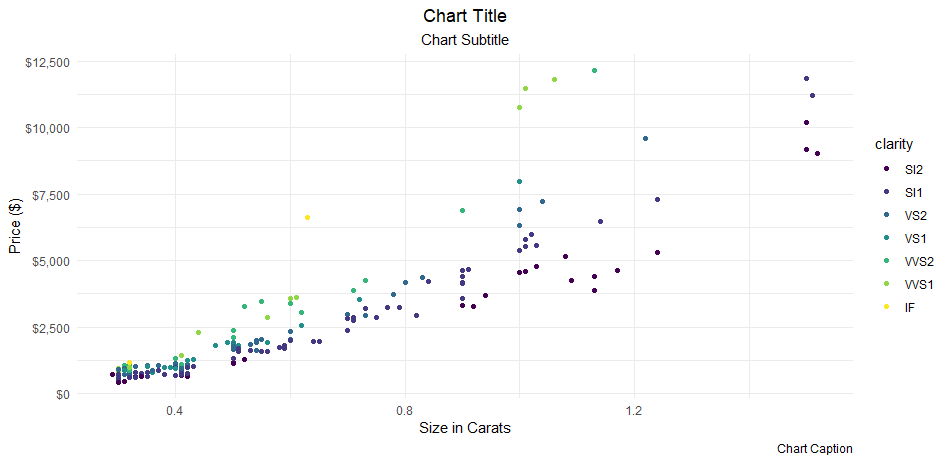 Chart Title
Chart Subtitle
$12,500
$10,000
$7,500
$5,000
$2,500
$0
Price ($)
0.4
0.8
1.2
Size in Carats
clarity
SI2
SI1
VS2
VS1
VVS2
VVS1
IF
Chart Caption